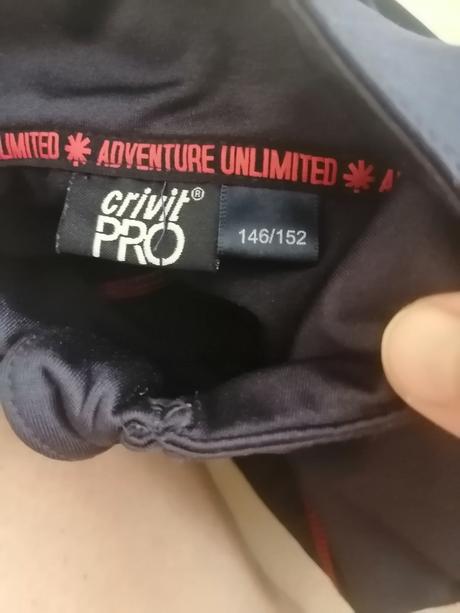 LIMITED * ADVENTURE UNLIMITED * A
crivit®
PRO
146/152